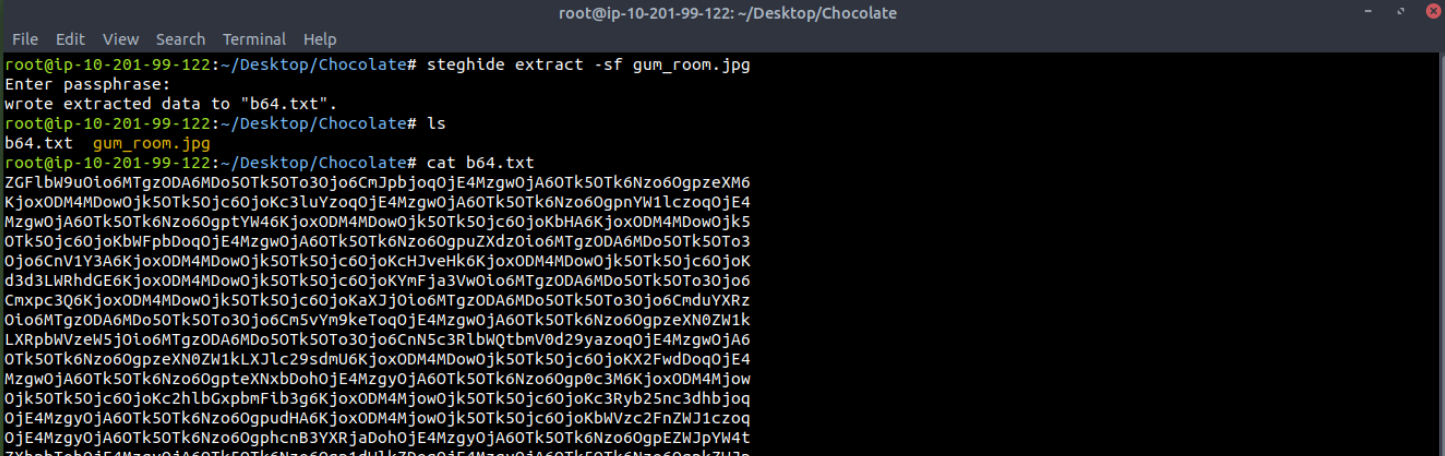 root@ip-10-201-99-122: ~/Desktop/Chocolate
File Edit View Search Terminal Help
root@ip-10-201-99-122:~/Desktop/Chocolate# steghide extract -sf gum_room.jpg
Enter passphrase:
wrote extracted data to "b64.txt".
root@ip-10-201-99-122:~/Desktop/Chocolate# ls
b64.txt gum_room.jpg
root@ip-10-201-99-122:~/Desktop/Chocolate# cat b64.txt
ZGFlbW9uOio6MTgzODA6MDo5OTk5OTo3Ojo6CmJpbjoqOjE4MzgwOjA6OTk5OTk6Nzo6OgpzeXM6
KjoxODM4MDowOjk5OTk5Ojc6OjoKc3luYzoqOjE4MzgwOjA6OTk5OTk6Nzo6OgpnYW1lczoqOjE4
MzgwOjA6OTk5OTk6Nzo6OgptYW46KjoxODM4MDowOjk5OTk5Ojc6OjoKbHA6KjoxODM4MDowOjk5
OTk5Ojc6OjoKbWFpbDoqOjE4MzgwOjA6OTk5OTk6Nzo6OgpuZXdzOio6MTgzODA6MDo5OTk5OTo3
Ojo6CnV1Y3A6KjoxODM4MDowOjk5OTk5Ojc6OjoKcHJveHk6KjoxODM4MDowOjk5OTk5Ojc6OjoK
d3d3LWRhdGE6KjoxODM4MDowOjk5OTk5Ojc6OjoKYmFja3VwOio6MTgzODA6MDo5OTk5OTo3Ojo6
Cmxpc3Q6KjoxODM4MDowOjk5OTk5Ojc6OjoKaXJjOio6MTgzODA6MDo5OTk5OTo3Ojo6CmduYXRz
Oio6MTgzODA6MDo5OTk5OTo3Ojo6Cm5vYm9keToqOjE4MzgwOjA6OTk5OTk6Nzo6OgpzeXN0ZW1k
LXRpbWVzeW5jOio6MTgzODA6MDo5OTk5OTo3Ojo6CnN5c3RlbWQtbmV0d29yazoqOjE4MzgwOjA6
OTk5OTk6Nzo6OgpzeXN0ZW1kLXJlc29sdmU6KjoxODM4MDowOjk5OTk5Ojc6OjoKX2FwdDoqOjE4
MzgwOjA6OTk5OTk6Nzo6OgpteXNxbDohOjE4MzgyOjA6OTk5OTk6Nzo6Ogp0c3M6KjoxODM4Mjow
Ojk5OTk5Ojc6OjoKc2hlbGxpbmFib3g6KjoxODM4MjowOjk5OTk5Ojc6OjoKc3Ryb25nc3dhbjoq
OjE4MzgyOjA6OTk5OTk6Nzo6OgpudHA6KjoxODM4MjowOjk5OTk5Ojc6OjoKbWVzc2FnZWJ1czoq
OjE4MzgyOjA6OTk5OTk6Nzo6OgphcnB3YXRjaDohOjE4MzgyOjA6OTk5OTk6Nzo6OgpEZWJpYW4t